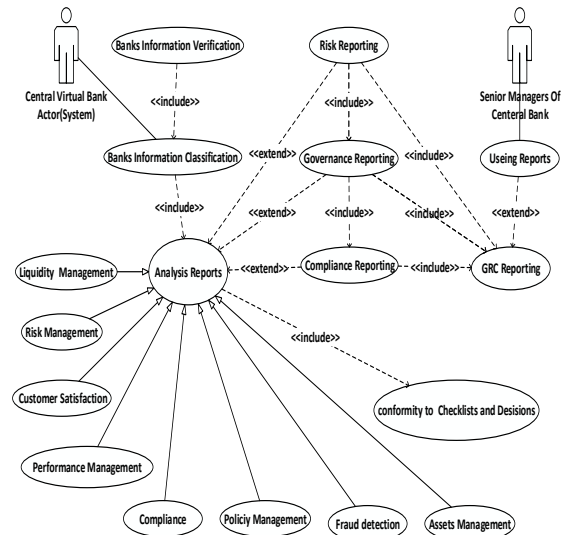 Banks Information Verification
Risk Reporting
Central Virtual Bank
Actor(System)
Senior Managers Of
Centeral Bank
<<include>>
<<include>>
Banks Information Classification
<<extend>>
Governance Reporting
<<include>>
Useing Reports
<<include>>
<<extend>>
<<include>>
<<include>>
<<extend>>
Liquidity Management
Analysis Reports
<<extend>>
Compliance Reporting
<<include>>
GRC Reporting
Risk Management
<<include>>
Customer Satisfaction
conformity to Checklists and Desisions
Performance Management
Compliance
Policiy Management
Fraud detection
Assets Management